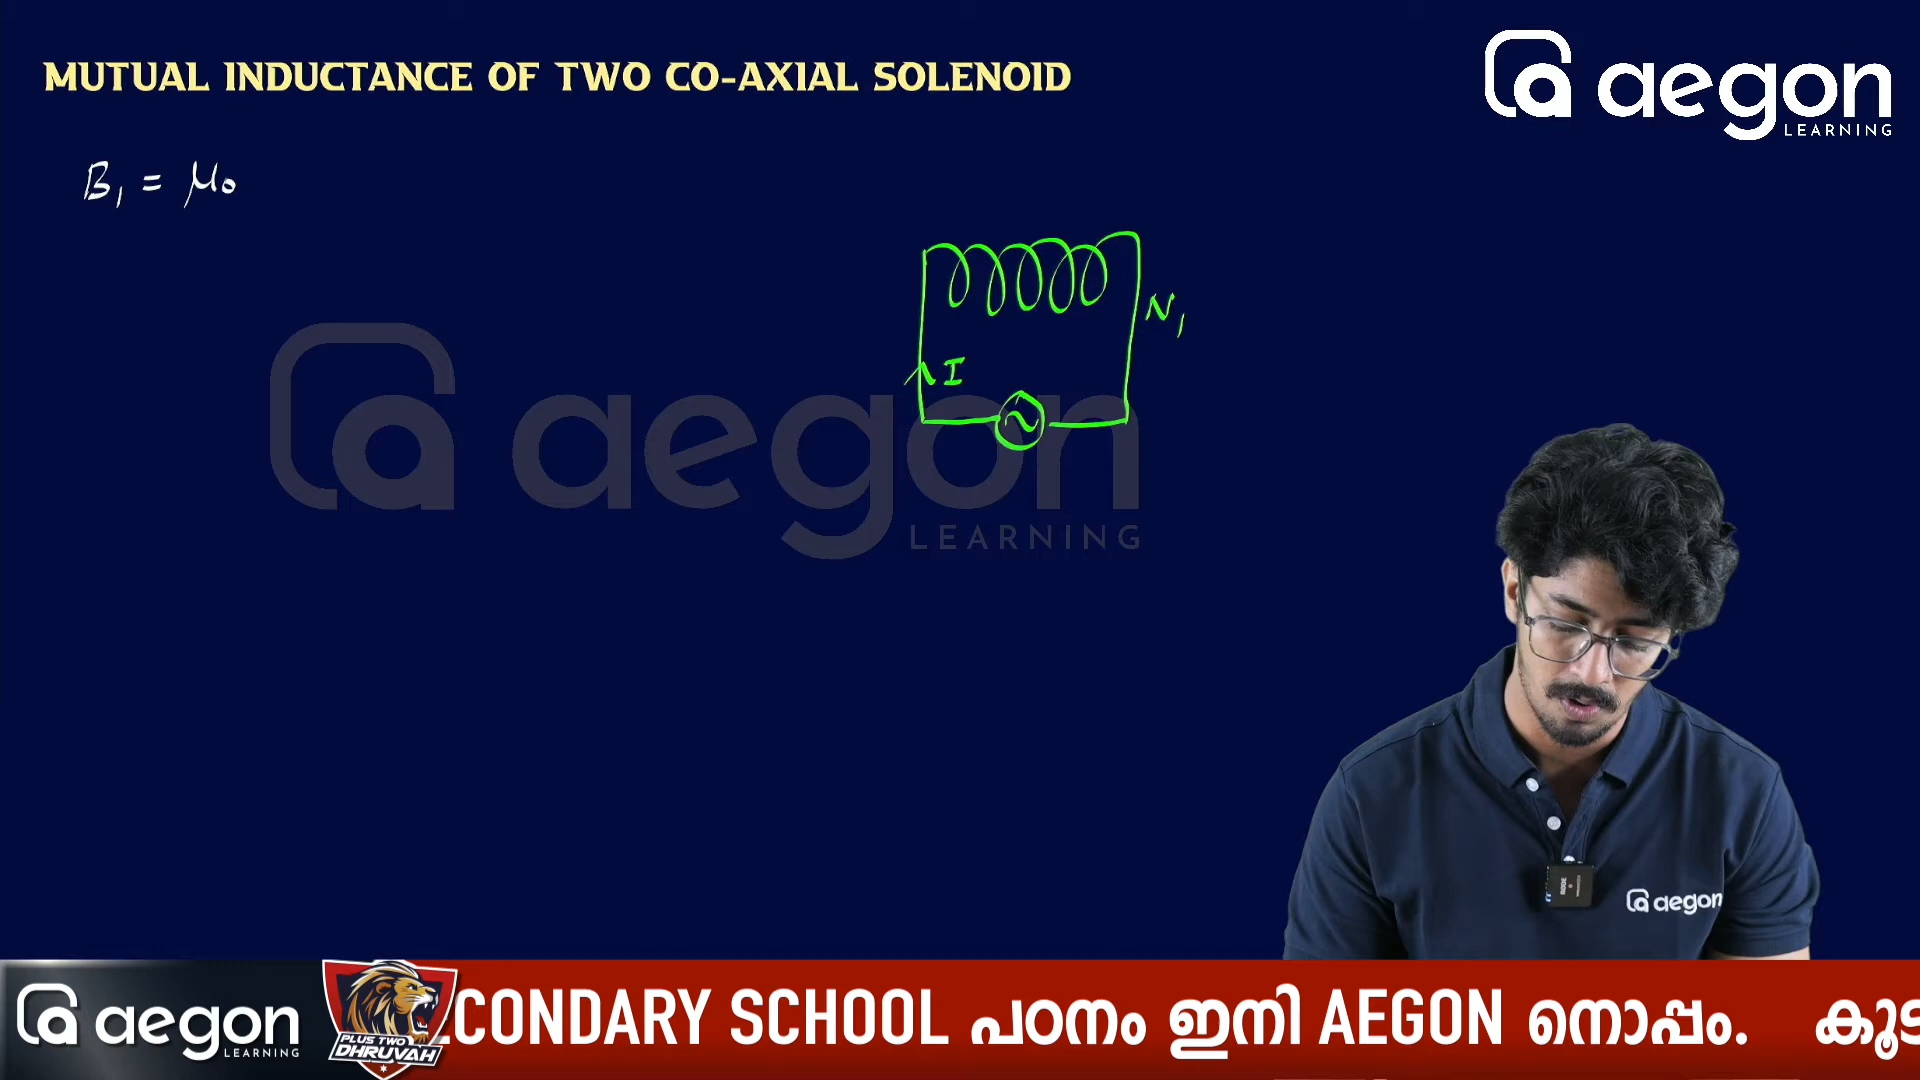 MUTUAL INDUCTANCE OF TWO CO-AXIAL SOLENOID
aegon
LEARNING
B₁ = μ₀
N₁
I
aegon
LEARNING
aegon
aegon
LEARNING
PLUS TWO
DHRUVAH
CONDARY SCHOOL പഠനം ഇനി AEGON നൊപ്പം.